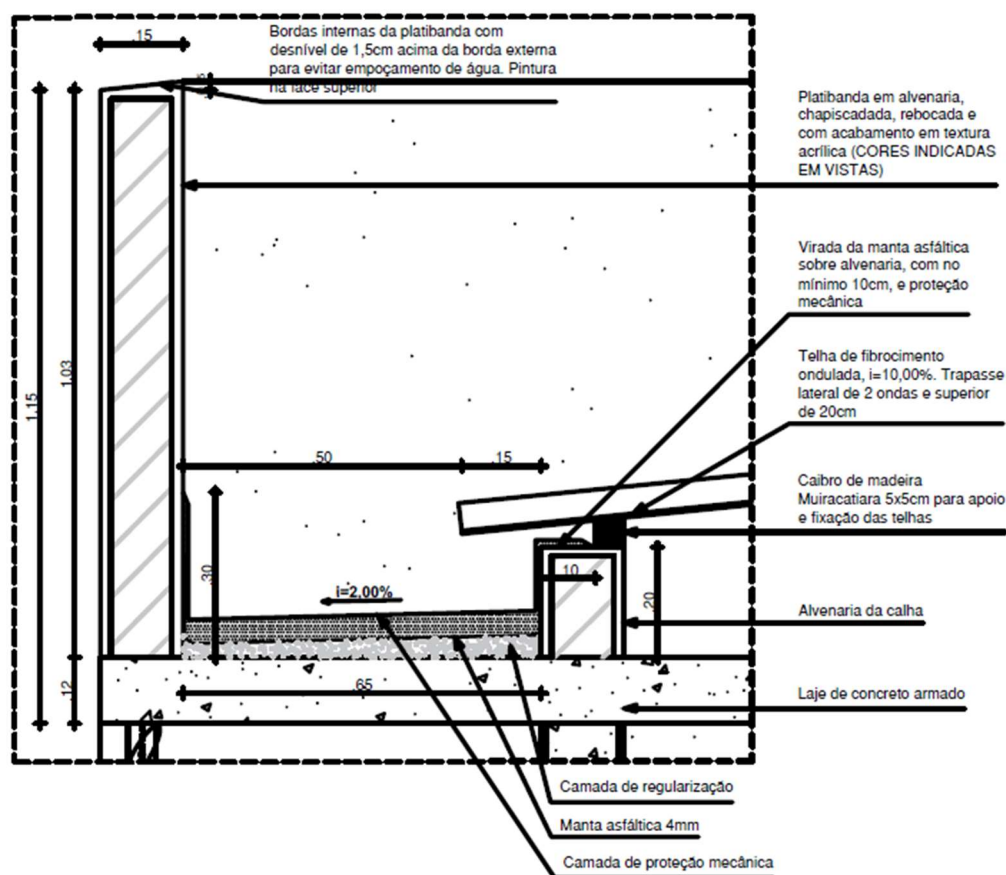 .15
Bordas internas da platibanda com
desnível de 1,5cm acima da borda externa
para evitar empoçamento de água. Pintura
na face superior
Platibanda em alvenaria,
chapiscadada, rebocada e
com acabamento em textura
acrílica (CORES INDICADAS
EM VISTAS)
Virada da manta asfáltica
sobre alvenaria, com no
mínimo 10cm, e proteção
mecânica
Telha de fibrocimento
ondulada, i=10,00%. Trapasse
lateral de 2 ondas e superior
de 20cm
1.15
1.03
.50
.15
Caibro de madeira
Muiracatiara 5x5cm para apoio
e fixação das telhas
.30
i=2,00%
10
.20
Alvenaria da calha
.12
.65
Laje de concreto armado
Camada de regularização
Manta asfáltica 4mm
Camada de proteção mecânica